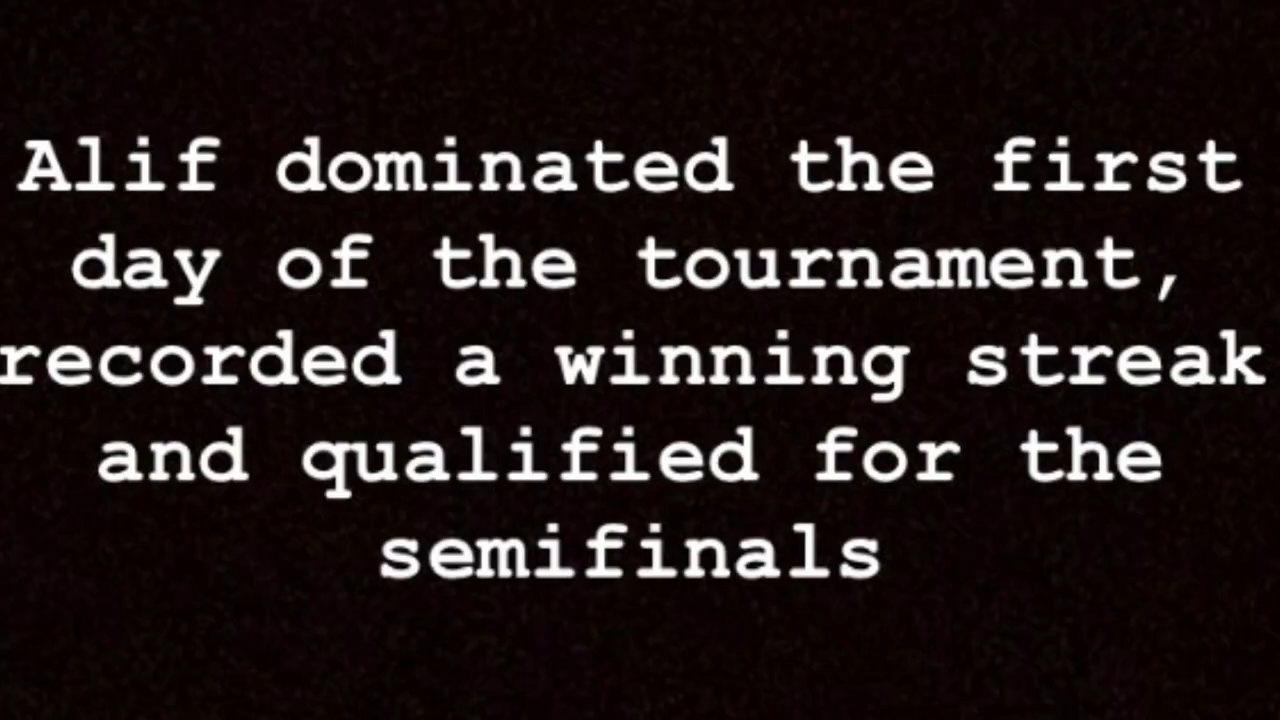 Alif dominated the first
day of the tournament,
recorded a winning streak
and qualified for the
semifinals